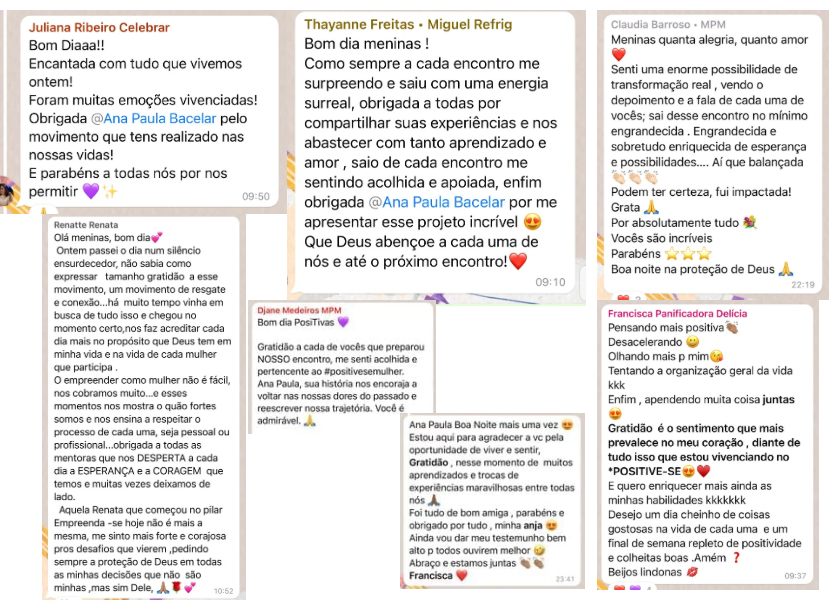 Juliana Ribeiro Celebrar
Bom Diaaa!!
Encantada com tudo que vivemos
ontem!
Foram muitas emoções vivenciadas!
Obrigada @Ana Paula Bacelar pelo
movimento que tens realizado nas
nossas vidas!
E parabéns a todas nós por nos
permitir 💜✨
09:50
Thayanne Freitas • Miguel Refrig
Bom dia meninas !
Como sempre a cada encontro me
surpreendo e saiu com uma energia
surreal, obrigada a todas por
compartilhar suas experiências e nos
abastecer com tanto aprendizado e
amor , saio de cada encontro me
sentindo acolhida e apoiada, enfim
obrigada @Ana Paula Bacelar por me
apresentar esse projeto incrível 😍
Que Deus abençoe a cada uma de
nós e até o próximo encontro!❤️
09:10
Claudia Barroso • MPM
Meninas quanta alegria, quanto amor
❤️
Senti uma enorme possibilidade de
transformação real , vendo o
depoimento e a fala de cada uma de
vocês; sai desse encontro no mínimo
engrandecida . Engrandecida e
sobretudo enriquecida de esperança
e possibilidades.... Aí que balançada
👏🏻👏🏻👏🏻
Podem ter certeza, fui impactada!
Grata 🙏
Por absolutamente tudo 💐
Vocês são incríveis
Parabéns ⭐⭐⭐
Boa noite na proteção de Deus 🙏
22:19
Renatte Renata
Olá meninas, bom dia💕
Ontem passei o dia num silêncio
ensurdecedor, não sabia como
expressar tamanho gratidão a esse
movimento, um movimento de resgate
e conexão...há muito tempo vinha em
busca de tudo isso e chegou no
momento certo,nos faz acreditar cada
dia mais no propósito que Deus tem em
minha vida e na vida de cada mulher
que participa .
O empreender como mulher não é fácil,
nos cobramos muito...e esses
momentos nos mostra o quão fortes
somos e nos ensina a respeitar o
processo de cada uma, seja pessoal ou
profissional...obrigada a todas as
mentoras que nos DESPERTA a cada
dia a ESPERANÇA e a CORAGEM que
temos e muitas vezes deixamos de
lado.
Aquela Renata que começou no pilar
Empreenda -se hoje não é mais a
mesma, me sinto mais forte e corajosa
pros desafios que vierem ,pedindo
sempre a proteção de Deus em todas
as minhas decisões que não são
minhas ,mas sim Dele, 🙏🏽🌹💕
10:52
Djane Medeiros MPM
Bom dia PosiTivas 💜
Gratidão a cada de vocês que preparou
NOSSO encontro, me senti acolhida e
pertencente ao #positivesemulher.
Ana Paula, sua história nos encoraja a
voltar nas nossas dores do passado e
reescrever nossa trajetória. Você é
admirável. 🙏
Ana Paula Boa Noite mais uma vez 😍
Estou aqui para agradecer a vc pela
oportunidade de viver e sentir,
Gratidão , nesse momento de muitos
aprendizados e trocas de
experiências maravilhosas entre todas
nós 🙏🏾
Foi tudo de bom amiga , parabéns e
obrigado por tudo , minha anja 😍
Ainda vou dar meu testemunho bem
alto p todos ouvirem melhor 🤣
Abraço e estamos juntas 👏🏽👏🏽
Francisca ❤️
23:41
Francisca Panificadora Delícia
Pensando mais positiva👏🏾
Desacelerando 😀
Olhando mais p mim😘
Tentando a organização geral da vida
kkk
Enfim , apendendo muita coisa juntas
😍
Gratidão é o sentimento que mais
prevalece no meu coração , diante de
tudo isso que estou vivenciando no
*POSITIVE-SE😍❤️
E quero enriquecer mais ainda as
minhas habilidades kkkkkkk
Desejo um dia cheinho de coisas
gostosas na vida de cada uma e um
final de semana repleto de positividade
e colheitas boas .Amém ❓
Beijos lindonas 💋
09:37